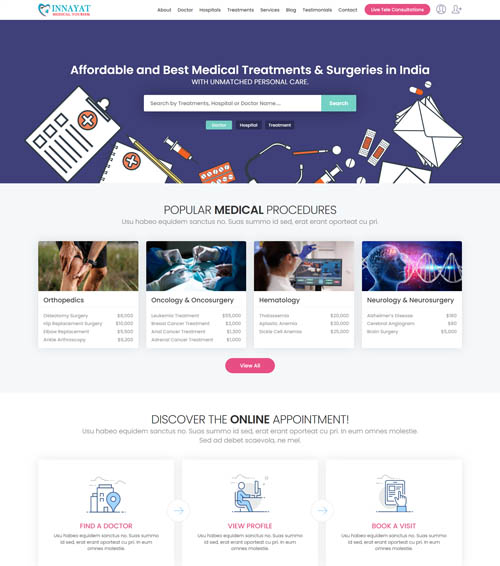 INNAYAT
MEDICAL TOURISM
About Doctor Hospitals Treatments Services Blog Testimonials Contact Live Tele Consultations
Affordable and Best Medical Treatments & Surgeries in India
WITH UNMATCHED PERSONAL CARE.
Search by Treatments, Hospital or Doctor Name.... Search
Doctor Hospital Treatment
POPULAR MEDICAL PROCEDURES
Usu habeo equidem sanctus no. Suas summo id sed, erat erant oporteat cu pri.
Orthopedics
Osteotomy Surgery $6,500
Hip Replacement Surgery $10,000
Elbow Replacement $5,500
Ankle Arthroscopy $6,200
Oncology & Oncosurgery
Leukemia Treatment $55,000
Breast Cancer Treatment $3,000
Anal Cancer Treatment $1,500
Adrenal Cancer Treatment $1,000
Hematology
Thalassemia $20,000
Aplastic Anemia $30,000
Sickle Cell Anemia $25,000
Neurology & Neurosurgery
Alzheimer's Disease $160
Cerebral Angiogram $80
Brain Surgery $5,000
View All
DISCOVER THE ONLINE APPOINTMENT!
Usu habeo equidem sanctus no. Suas summo id sed, erat erant oporteat cu pri. In eum omnes molestie.
Sed ad debet scaevola, ne mel.
FIND A DOCTOR
Usu habeo equidem sanctus no. Suas summo
id sed, erat erant oporteat cu pri. In eum
omnes molestie.
VIEW PROFILE
Usu habeo equidem sanctus no. Suas summo
id sed, erat erant oporteat cu pri. In eum
omnes molestie.
BOOK A VISIT
Usu habeo equidem sanctus no. Suas summo
id sed, erat erant oporteat cu pri. In eum
omnes molestie.